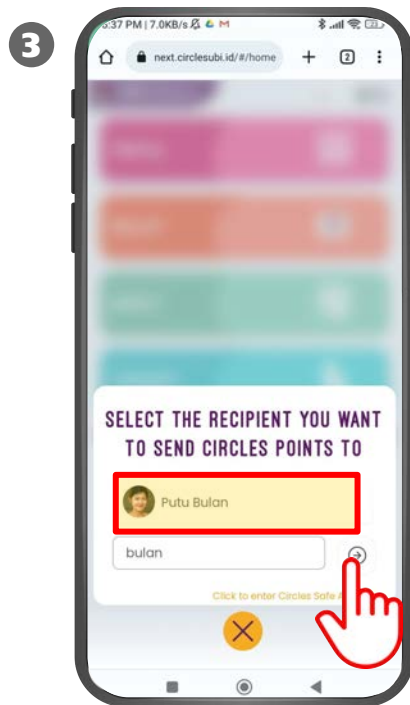 3
5:37 PM | 7.0KB/s
next.circlesubi.id/#/home
2
SELECT THE RECIPIENT YOU WANT
TO SEND CIRCLES POINTS TO
Putu Bulan
bulan
Click to enter Circles Safe